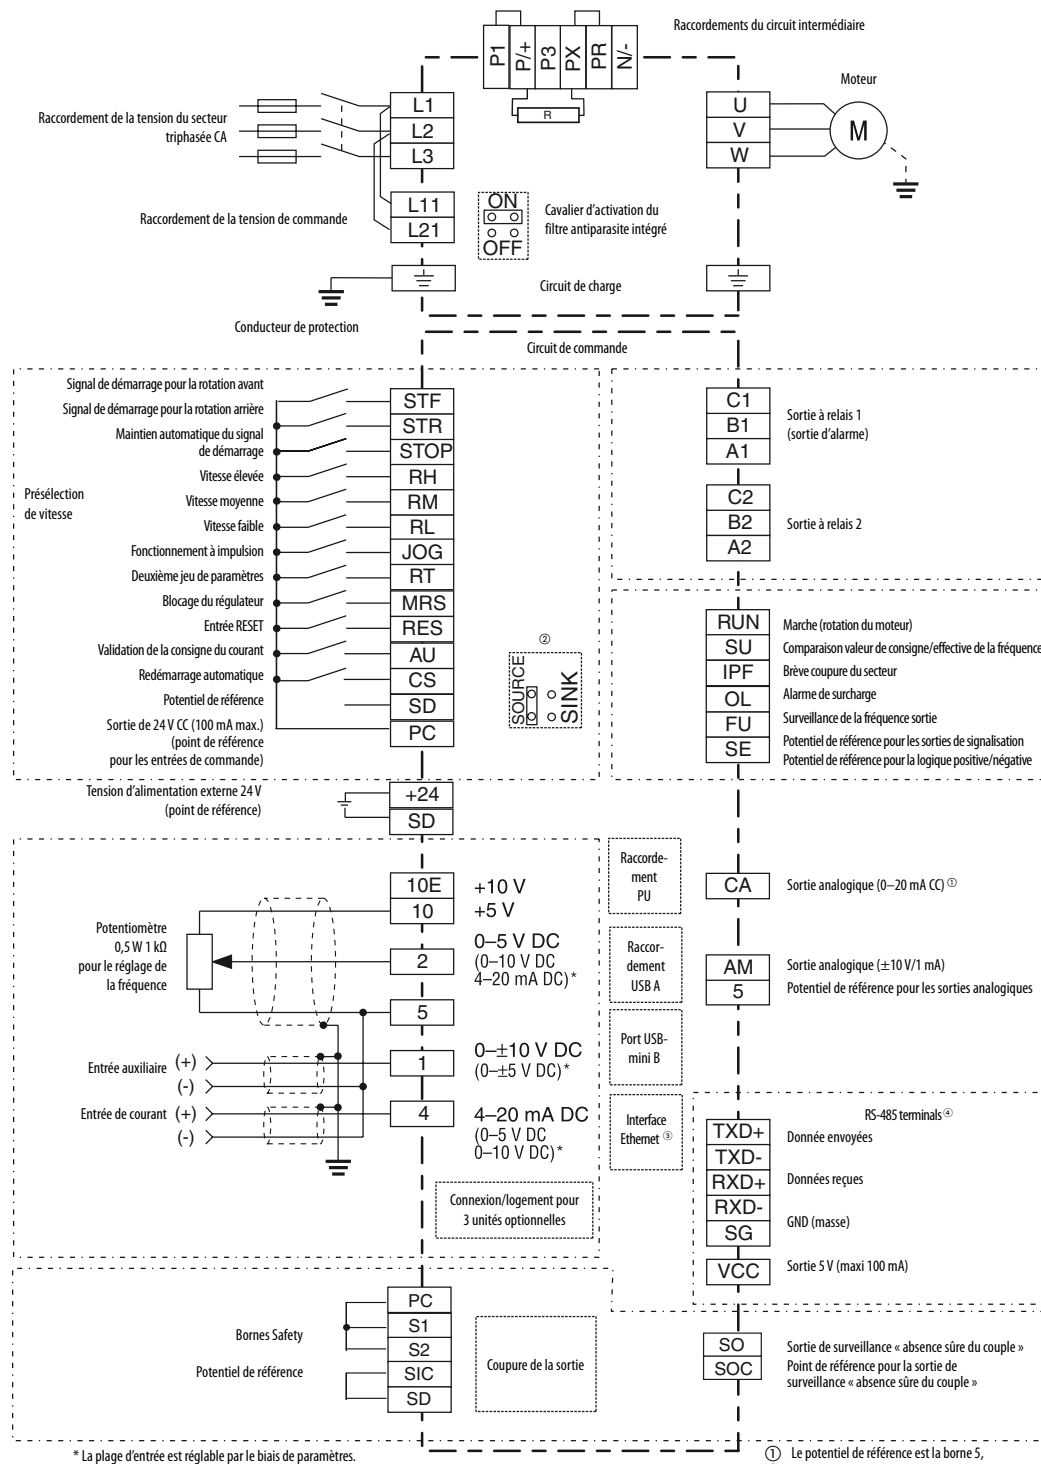 Raccordements du circuit intermédiaire
P1
P/+
P3
PX
PR
N/-
R
Raccordement de la tension du secteur
triphasée CA
L1
L2
L3
U
V
W
Moteur
M
Raccordement de la tension de commande
L11
L21
ON
OFF
Cavalier d'activation du
filtre antiparasite intégré
Circuit de charge
Conducteur de protection
Circuit de commande
Présélection
de vitesse
Signal de démarrage pour la rotation avant
STF
Signal de démarrage pour la rotation arrière
STR
Maintien automatique du signal
de démarrage
STOP
Vitesse élevée
RH
Vitesse moyenne
RM
Vitesse faible
RL
Fonctionnement à impulsion
JOG
Deuxième jeu de paramètres
RT
Blocage du régulateur
MRS
Entrée RESET
RES
Validation de la consigne du courant
AU
Redémarrage automatique
CS
Potentiel de référence
SD
Sortie de 24 V CC (100 mA max.)
(point de référence
pour les entrées de commande)
PC
②
SOURCE
SINK
C1
B1
A1
Sortie à relais 1
(sortie d'alarme)
C2
B2
A2
Sortie à relais 2
RUN
Marche (rotation du moteur)
SU
Comparaison valeur de consigne/effective de la fréquence
IPF
Brève coupure du secteur
OL
Alarme de surcharge
FU
Surveillance de la fréquence sortie
SE
Potentiel de référence pour les sorties de signalisation
Potentiel de référence pour la logique positive/négative
Tension d'alimentation externe 24 V
(point de référence)
+24
SD
Potentiomètre
0,5 W 1 kΩ
pour le réglage de
la fréquence
10E
+10 V
10
+5 V
2
0–5 V DC
(0–10 V DC
4–20 mA DC)*
5
Entrée auxiliaire
(+)
(-)
1
0–±10 V DC
(0–±5 V DC)*
Entrée de courant
(+)
(-)
4
4–20 mA DC
(0–5 V DC
0–10 V DC)*
Connexion/logement pour
3 unités optionnelles
Raccorde-
ment
PU
Raccor-
dement
USB A
Port USB-
mini B
Interface
Ethernet ③
CA
Sortie analogique (0–20 mA CC) ①
AM
Sortie analogique (±10 V/1 mA)
5
Potentiel de référence pour les sorties analogiques
RS-485 terminals ④
TXD+
Donnée envoyées
TXD-
RXD+
Données reçues
RXD-
SG
GND (masse)
VCC
Sortie 5 V (maxi 100 mA)
Bornes Safety
PC
S1
S2
Potentiel de référence
SIC
SD
Coupure de la sortie
SO
Sortie de surveillance « absence sûre du couple »
SOC
Point de référence pour la sortie de
surveillance « absence sûre du couple »
* La plage d'entrée est réglable par le biais de paramètres.
① Le potentiel de référence est la borne 5,